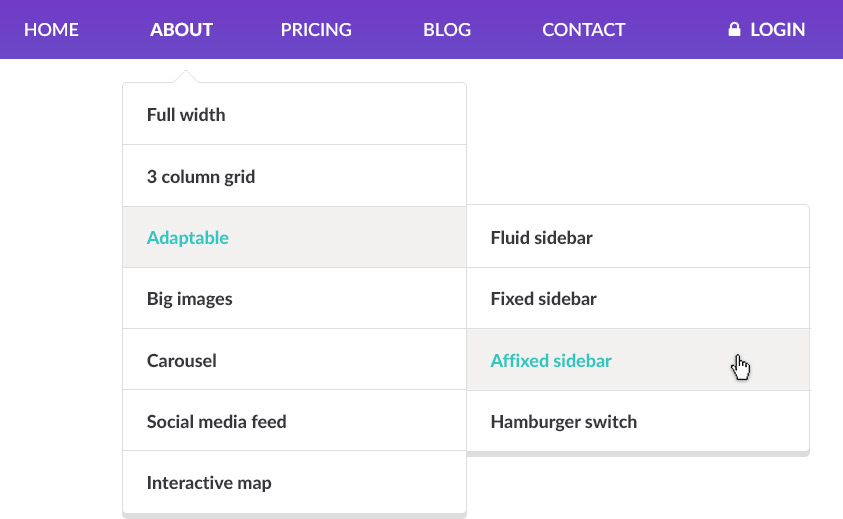 HOME ABOUT PRICING BLOG CONTACT LOGIN
Full width
3 column grid
Adaptable
Big images
Carousel
Social media feed
Interactive map
Fluid sidebar
Fixed sidebar
Affixed sidebar
Hamburger switch